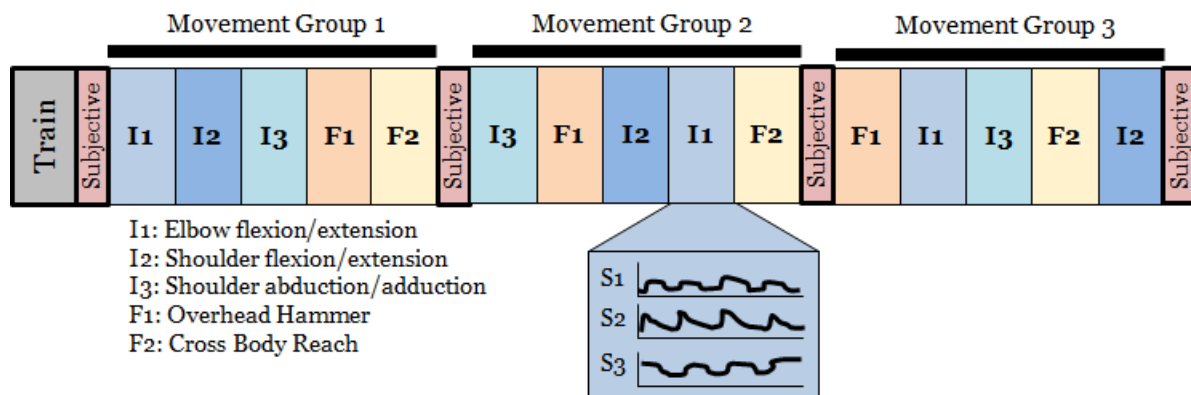 Movement Group 1
Movement Group 2
Movement Group 3
Train
Subjective
I1
I2
I3
F1
F2
Subjective
I3
F1
I2
I1
F2
Subjective
F1
I1
I3
F2
I2
Subjective
I1: Elbow flexion/extension
I2: Shoulder flexion/extension
I3: Shoulder abduction/adduction
F1: Overhead Hammer
F2: Cross Body Reach
S1
S2
S3